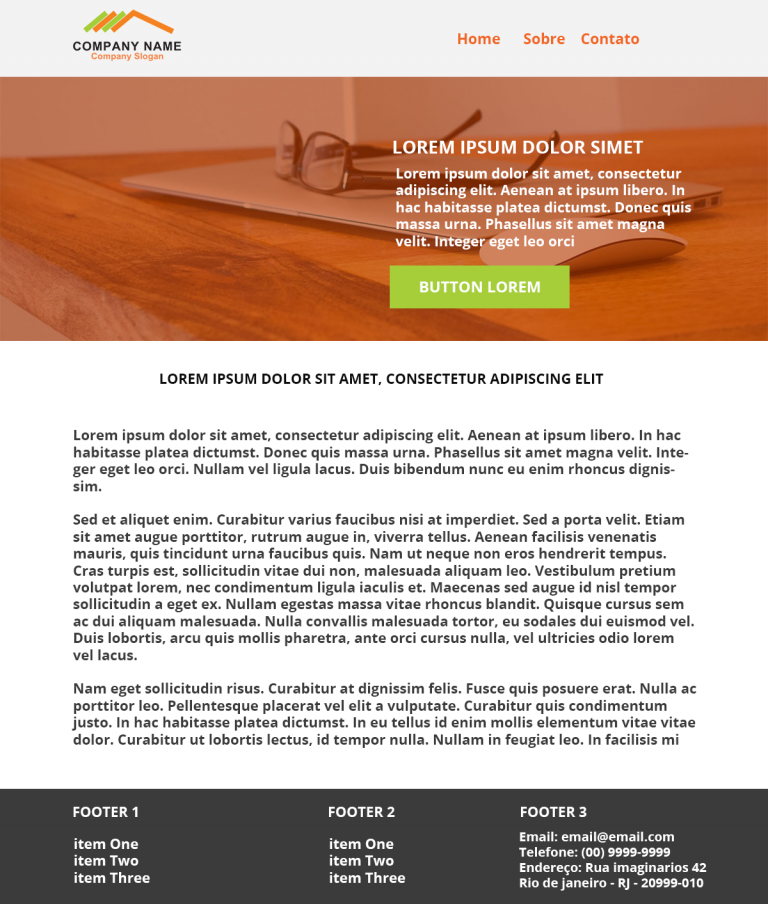 COMPANY NAME
Company Slogan
Home Sobre Contato
LOREM IPSUM DOLOR SIMET
Lorem ipsum dolor sit amet, consectetur
adipiscing elit. Aenean at ipsum libero. In
hac habitasse platea dictumst. Donec quis
massa urna. Phasellus sit amet magna
velit. Integer eget leo orci
BUTTON LOREM
LOREM IPSUM DOLOR SIT AMET, CONSECTETUR ADIPISCING ELIT
Lorem ipsum dolor sit amet, consectetur adipiscing elit. Aenean at ipsum libero. In hac
habitasse platea dictumst. Donec quis massa urna. Phasellus sit amet magna velit. Inte-
ger eget leo orci. Nullam vel ligula lacus. Duis bibendum nunc eu enim rhoncus dignis-
sim.
Sed et aliquet enim. Curabitur varius faucibus nisi at imperdiet. Sed a porta velit. Etiam
sit amet augue porttitor, rutrum augue in, viverra tellus. Aenean facilisis venenatis
mauris, quis tincidunt urna faucibus quis. Nam ut neque non eros hendrerit tempus.
Cras turpis est, sollicitudin vitae dui non, malesuada aliquam leo. Vestibulum pretium
volutpat lorem, nec condimentum ligula iaculis et. Maecenas sed augue id nisl tempor
sollicitudin a eget ex. Nullam egestas massa vitae rhoncus blandit. Quisque cursus sem
ac dui aliquam malesuada. Nulla convallis malesuada tortor, eu sodales dui euismod vel.
Duis lobortis, arcu quis mollis pharetra, ante orci cursus nulla, vel ultricies odio lorem
vel lacus.
Nam eget sollicitudin risus. Curabitur at dignissim felis. Fusce quis posuere erat. Nulla ac
porttitor leo. Pellentesque placerat vel elit a vulputate. Curabitur quis condimentum
justo. In hac habitasse platea dictumst. In eu tellus id enim mollis elementum vitae vitae
dolor. Curabitur ut lobortis lectus, id tempor nulla. Nullam in feugiat leo. In facilisis mi
FOOTER 1
item One
item Two
item Three
FOOTER 2
item One
item Two
item Three
FOOTER 3
Email: email@email.com
Telefone: (00) 9999-9999
Endereço: Rua imaginarios 42
Rio de janeiro - RJ - 20999-010